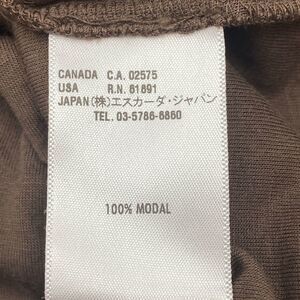 CANADA C.A. 02575
USA R.N. 81891
JAPAN(株)エスカーダ・ジャパン
TEL. 03-5786-6860
100% MODAL